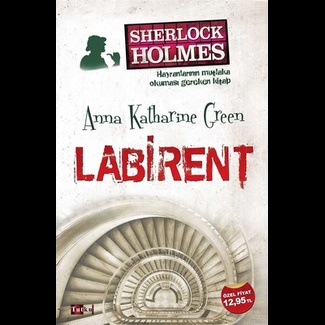 SHERLOCK
HOLMES
Hayranlarının mutlaka
okuması gereken kitap
Anna Katharine Green
LABİRENT
ÖZEL FİYAT
12,95 TL